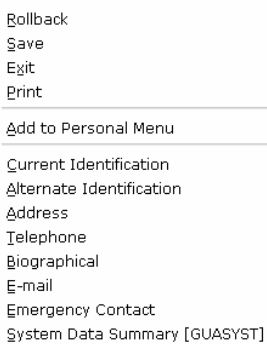 Rollback
Save
Exit
Print
Add to Personal Menu
Current Identification
Alternate Identification
Address
Telephone
Biographical
E-mail
Emergency Contact
System Data Summary [GUASYST]